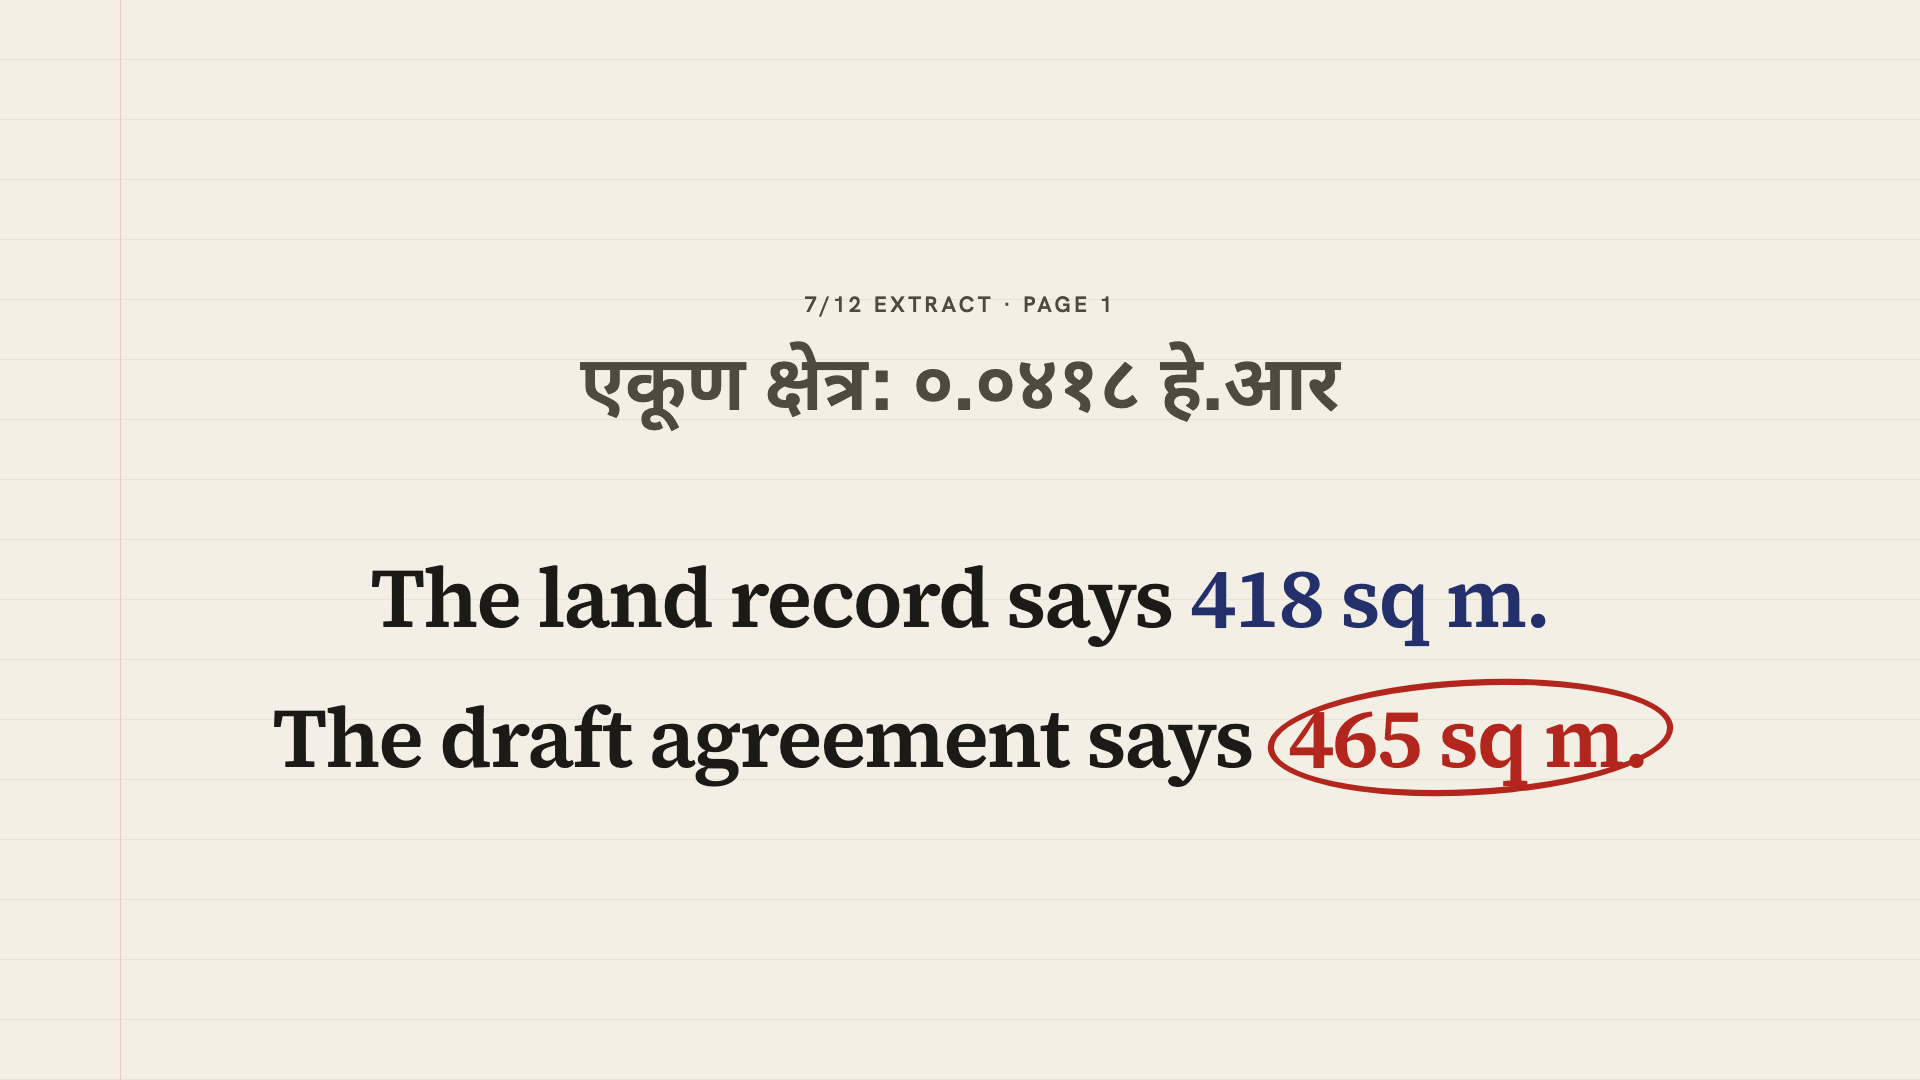 7/12 EXTRACT · PAGE 1
एकूण क्षेत्र: ०.०४१८ हे.आर
The land record says 418 sq m.
The draft agreement says 465 sq m.